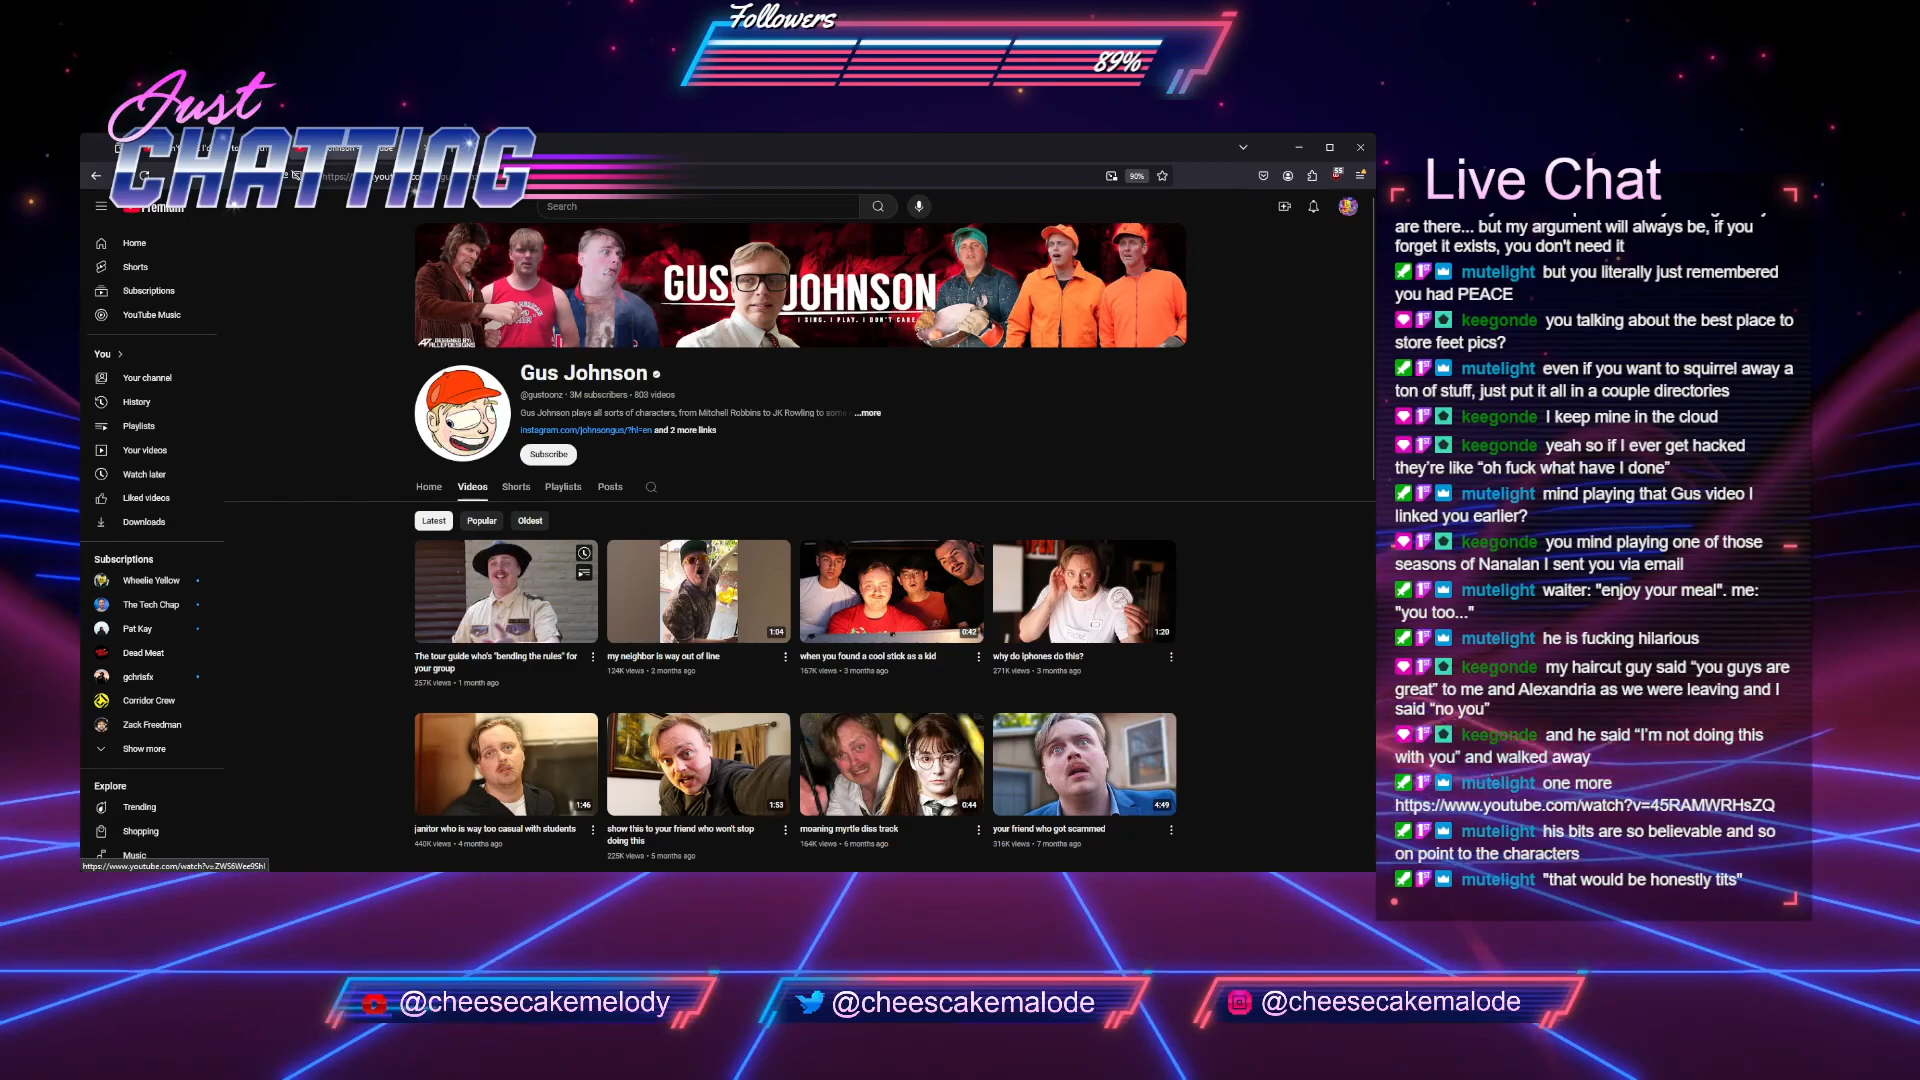 Followers
89%
Just
CHATTING
90%
55
Premium
Search
Home
Shorts
Subscriptions
YouTube Music
You
Your channel
History
Playlists
Your videos
Watch later
Liked videos
Downloads
Subscriptions
Wheelie Yellow
The Tech Chap
Pat Kay
Dead Meat
gchrisfx
Corridor Crew
Zack Freedman
Show more
Explore
Trending
Shopping
Music
https://www.youtube.com/watch?v=ZWS6Wee9ShI
GUS JOHNSON
I SING. I PLAY. I DON'T CARE.
DESIGNED BY:
Gus Johnson
@gustoonz · 3M subscribers · 803 videos
Gus Johnson plays all sorts of characters, from Mitchell Robbins to JK Rowling to some ...more
instagram.com/johnsongus/?hl=en and 2 more links
Subscribe
Home Videos Shorts Playlists Posts
Latest Popular Oldest
1:04
0:42
1:20
The tour guide who's "bending the rules" for
your group
257K views · 1 month ago
my neighbor is way out of line
124K views · 2 months ago
when you found a cool stick as a kid
167K views · 3 months ago
why do iphones do this?
271K views · 3 months ago
1:46
1:53
0:44
4:49
janitor who is way too casual with students
440K views · 4 months ago
show this to your friend who won't stop
doing this
225K views · 5 months ago
moaning myrtle diss track
164K views · 6 months ago
your friend who got scammed
316K views · 7 months ago
Live Chat
are there... but my argument will always be, if you
forget it exists, you don't need it
mutelight but you literally just remembered
you had PEACE
keegonde you talking about the best place to
store feet pics?
mutelight even if you want to squirrel away a
ton of stuff, just put it all in a couple directories
keegonde I keep mine in the cloud
keegonde yeah so if I ever get hacked
they're like “oh fuck what have I done”
mutelight mind playing that Gus video I
linked you earlier?
keegonde you mind playing one of those
seasons of Nanalan I sent you via email
mutelight waiter: "enjoy your meal". me:
"you too..."
mutelight he is fucking hilarious
keegonde my haircut guy said “you guys are
great” to me and Alexandria as we were leaving and I
said “no you”
keegonde and he said “I'm not doing this
with you” and walked away
mutelight one more
https://www.youtube.com/watch?v=45RAMWRHsZQ
mutelight his bits are so believable and so
on point to the characters
mutelight "that would be honestly tits"
@cheesecakemelody
@cheescakemalode
@cheesecakemalode